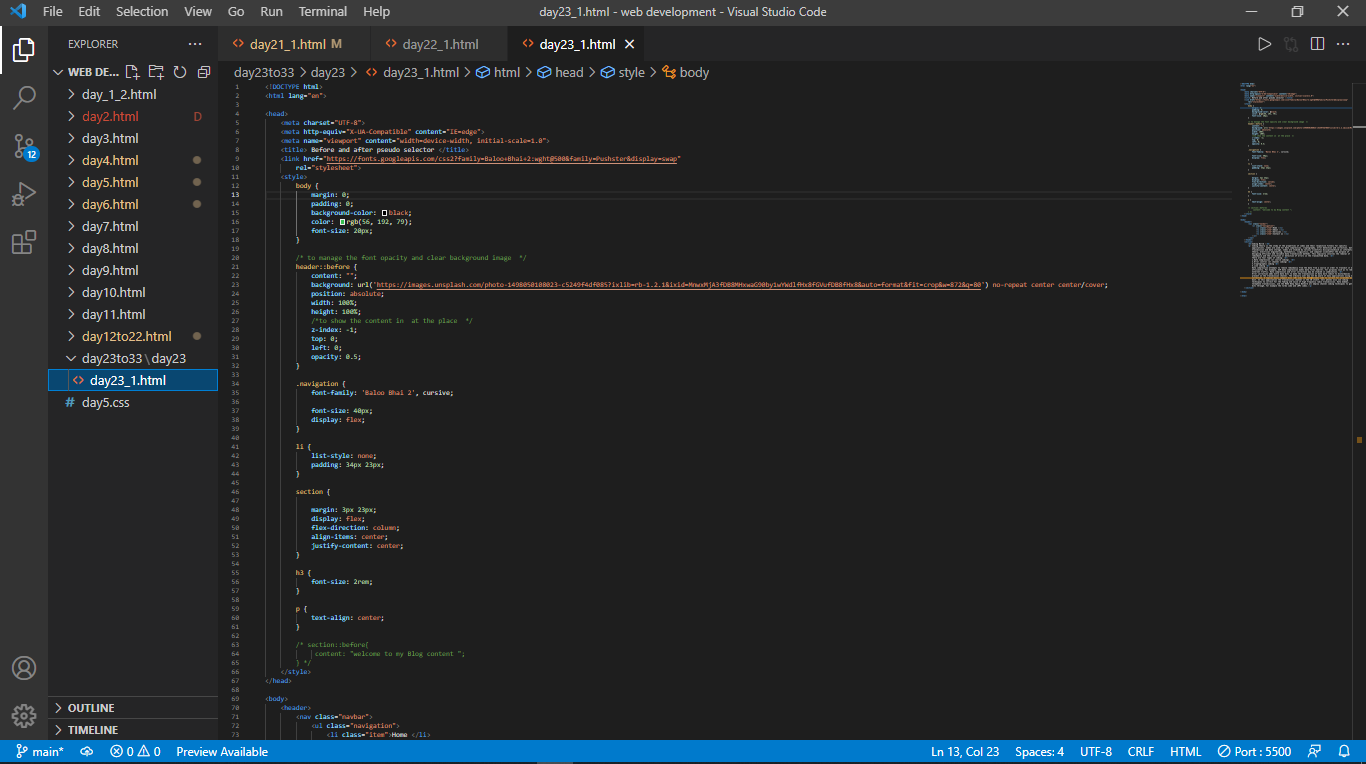 File Edit Selection View Go Run Terminal Help
day23_1.html - web development - Visual Studio Code
EXPLORER
WEB DE...
day_1_2.html
day2.html D
day3.html
day4.html
day5.html
day6.html
day7.html
day8.html
day9.html
day10.html
day11.html
day12to22.html
day23to33 \ day23
day23_1.html
day5.css
OUTLINE
TIMELINE
day21_1.html M
day22_1.html
day23_1.html
day23to33 > day23 > day23_1.html > html > head > style > body
1 <!DOCTYPE html>
2 <html lang="en">
3
4 <head>
5 <meta charset="UTF-8">
6 <meta http-equiv="X-UA-Compatible" content="IE=edge">
7 <meta name="viewport" content="width=device-width, initial-scale=1.0">
8 <title> Before and after pseudo selector </title>
9 <link href="https://fonts.googleapis.com/css2?family=Baloo+Bhai+2:wght@500&family=Pushster&display=swap"
10 rel="stylesheet">
11 <style>
12 body {
13 margin: 0;
14 padding: 0;
15 background-color: black;
16 color: rgb(56, 192, 79);
17 font-size: 20px;
18 }
19
20 /* to manage the font opacity and clear background image */
21 header::before {
22 content: "";
23 background: url('https://images.unsplash.com/photo-1498050108023-c5249f4df085?ixlib=rb-1.2.1&ixid=MnwxMjA3fDB8MHxwaG90by1wYWdlfHx8fGVufDB8fHx8&auto=format&fit=crop&w=872&q=80') no-repeat center center/cover;
24 position: absolute;
25 width: 100%;
26 height: 100%;
27 /*to show the content in at the place */
28 z-index: -1;
29 top: 0;
30 left: 0;
31 opacity: 0.5;
32 }
33
34 .navigation {
35 font-family: 'Baloo Bhai 2', cursive;
36
37 font-size: 40px;
38 display: flex;
39 }
40
41 li {
42 list-style: none;
43 padding: 34px 23px;
44 }
45
46 section {
47
48 margin: 3px 23px;
49 display: flex;
50 flex-direction: column;
51 align-items: center;
52 justify-content: center;
53 }
54
55 h3 {
56 font-size: 2rem;
57 }
58
59 p {
60 text-align: center;
61 }
62
63 /* section::before{
64 content: "welcome to my Blog content ";
65 } */
66 </style>
67 </head>
68
69 <body>
70 <header>
71 <nav class="navbar">
72 <ul class="navigation">
73 <li class="item">Home </li>
12
main* 0 0 Preview Available
Ln 13, Col 23 Spaces: 4 UTF-8 CRLF HTML Port : 5500